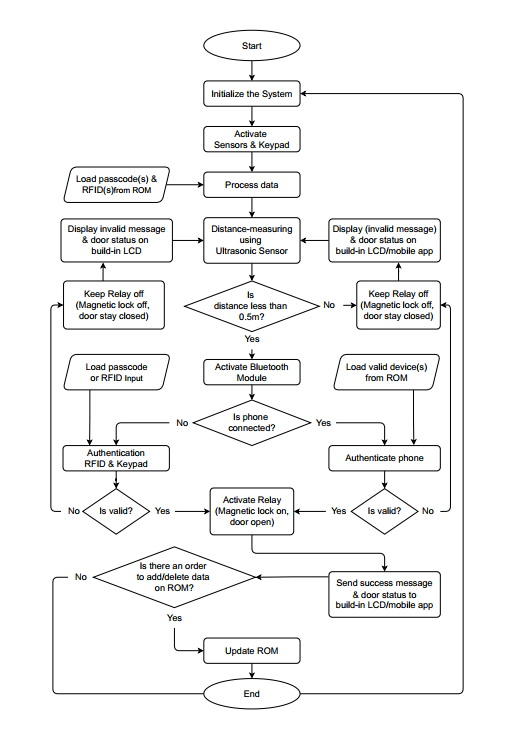 Start
Initialize the System
Activate
Sensors & Keypad
Load passcode(s) &
RFID(s)from ROM
Process data
Display invalid message
& door status on
build-in LCD
Distance-measuring
using
Ultrasonic Sensor
Display (invalid message)
& door status on
build-in LCD/mobile app
Keep Relay off
(Magnetic lock off,
door stay closed)
Is
distance less than
0.5m?
No
Keep Relay off
(Magnetic lock off,
door stay closed)
Yes
Load passcode
or RFID Input
Activate Bluetooth
Module
Load valid device(s)
from ROM
No
Is phone
connected?
Yes
Authentication
RFID & Keypad
Authenticate phone
No
Is valid?
Yes
Activate Relay
(Magnetic lock on,
door open)
Yes
Is valid?
No
No
Is there an order
to add/delete data
on ROM?
Send success message
& door status to
build-in LCD/mobile app
Yes
Update ROM
End